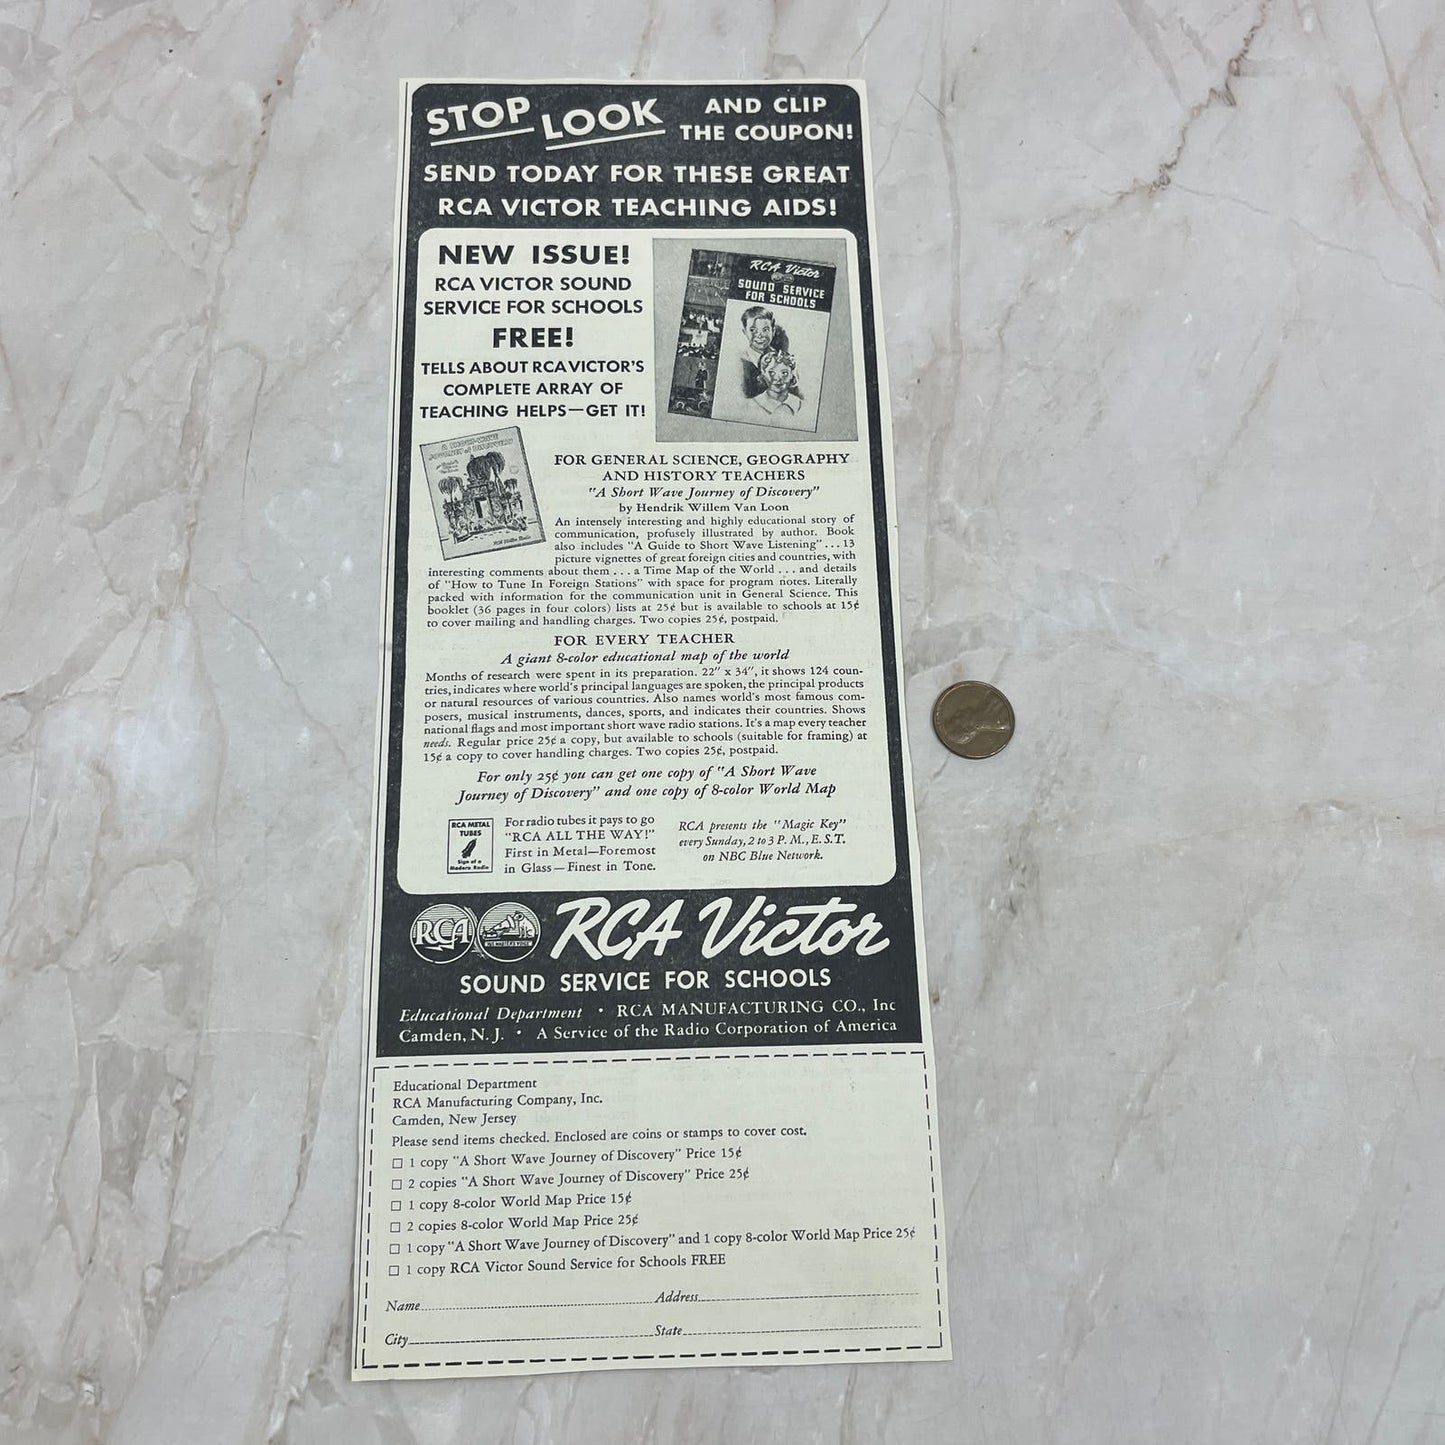 STOP LOOK AND CLIP
THE COUPON!
SEND TODAY FOR THESE GREAT
RCA VICTOR TEACHING AIDS!
NEW ISSUE!
RCA VICTOR SOUND
SERVICE FOR SCHOOLS
FREE!
TELLS ABOUT RCA VICTOR'S
COMPLETE ARRAY OF
TEACHING HELPS—GET IT!
RCA Victor
SOUND SERVICE
FOR SCHOOLS
A SHORT-WAVE
JOURNEY of DISCOVERY
RCA Victor Radio
FOR GENERAL SCIENCE, GEOGRAPHY
AND HISTORY TEACHERS
"A Short Wave Journey of Discovery"
by Hendrik Willem Van Loon
An intensely interesting and highly educational story of
communication, profusely illustrated by author. Book
also includes "A Guide to Short Wave Listening" . . . 13
picture vignettes of great foreign cities and countries, with
interesting comments about them . . . a Time Map of the World . . . and details
of "How to Tune In Foreign Stations" with space for program notes. Literally
packed with information for the communication unit in General Science. This
booklet (36 pages in four colors) lists at 25¢ but is available to schools at 15¢
to cover mailing and handling charges. Two copies 25¢, postpaid.
FOR EVERY TEACHER
A giant 8-color educational map of the world
Months of research were spent in its preparation. 22" x 34", it shows 124 coun-
tries, indicates where world's principal languages are spoken, the principal products
or natural resources of various countries. Also names world's most famous com-
posers, musical instruments, dances, sports, and indicates their countries. Shows
national flags and most important short wave radio stations. It's a map every teacher
needs. Regular price 25¢ a copy, but available to schools (suitable for framing) at
15¢ a copy to cover handling charges. Two copies 25¢, postpaid.
For only 25¢ you can get one copy of "A Short Wave
Journey of Discovery" and one copy of 8-color World Map
RCA METAL
TUBES
Sign of a
Modern Radio
For radio tubes it pays to go
"RCA ALL THE WAY!"
First in Metal—Foremost
in Glass—Finest in Tone.
RCA presents the "Magic Key"
every Sunday, 2 to 3 P. M., E.S.T.
on NBC Blue Network.
RCA "HIS MASTER'S VOICE" RCA Victor
SOUND SERVICE FOR SCHOOLS
Educational Department • RCA MANUFACTURING CO., Inc
Camden, N. J. • A Service of the Radio Corporation of America
Educational Department
RCA Manufacturing Company, Inc.
Camden, New Jersey
Please send items checked. Enclosed are coins or stamps to cover cost.
□ 1 copy "A Short Wave Journey of Discovery" Price 15¢
□ 2 copies "A Short Wave Journey of Discovery" Price 25¢
□ 1 copy 8-color World Map Price 15¢
□ 2 copies 8-color World Map Price 25¢
□ 1 copy "A Short Wave Journey of Discovery" and 1 copy 8-color World Map Price 25¢
□ 1 copy RCA Victor Sound Service for Schools FREE
Name Address
City State